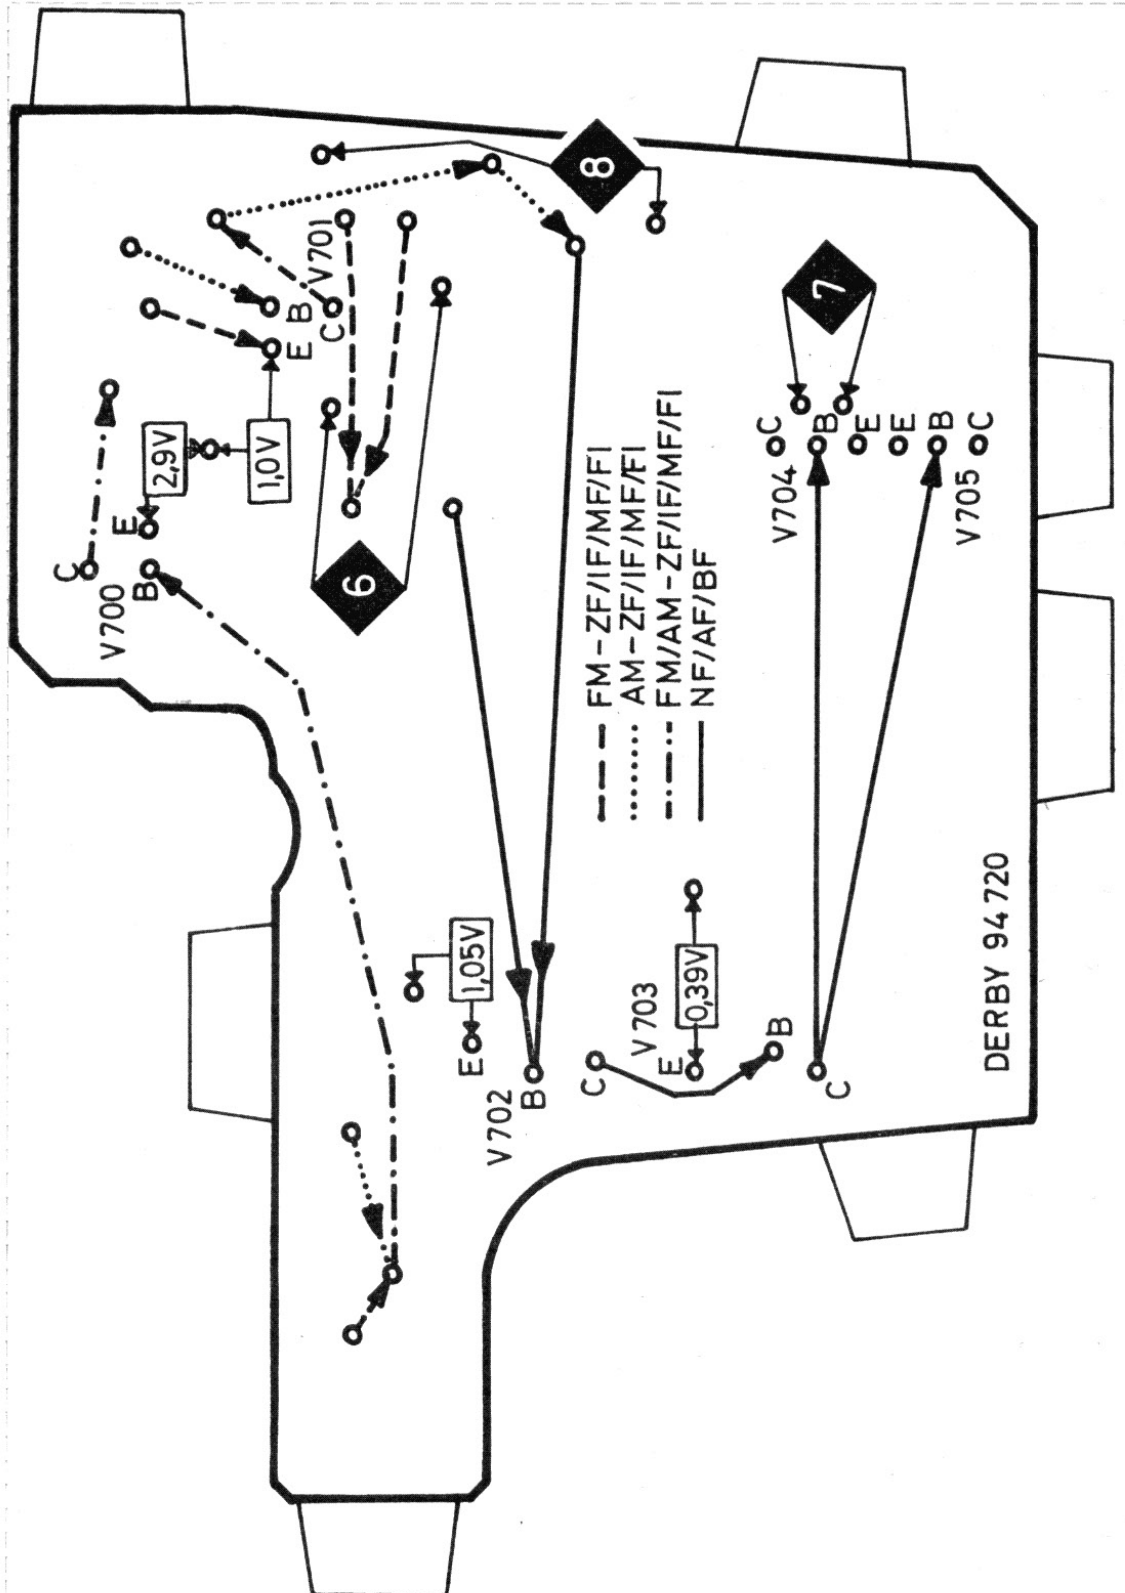 V700
C
B
E
2,9V
1,0V
E
B
C
V701
6
8
7
1,05V
E
V702
B
C
V703
E
0,39V
B
C
FM-ZF/IF/MF/FI
AM-ZF/IF/MF/FI
FM/AM-ZF/IF/MF/FI
NF/AF/BF
V704
C
B
E
E
B
C
V705
DERBY 94 720